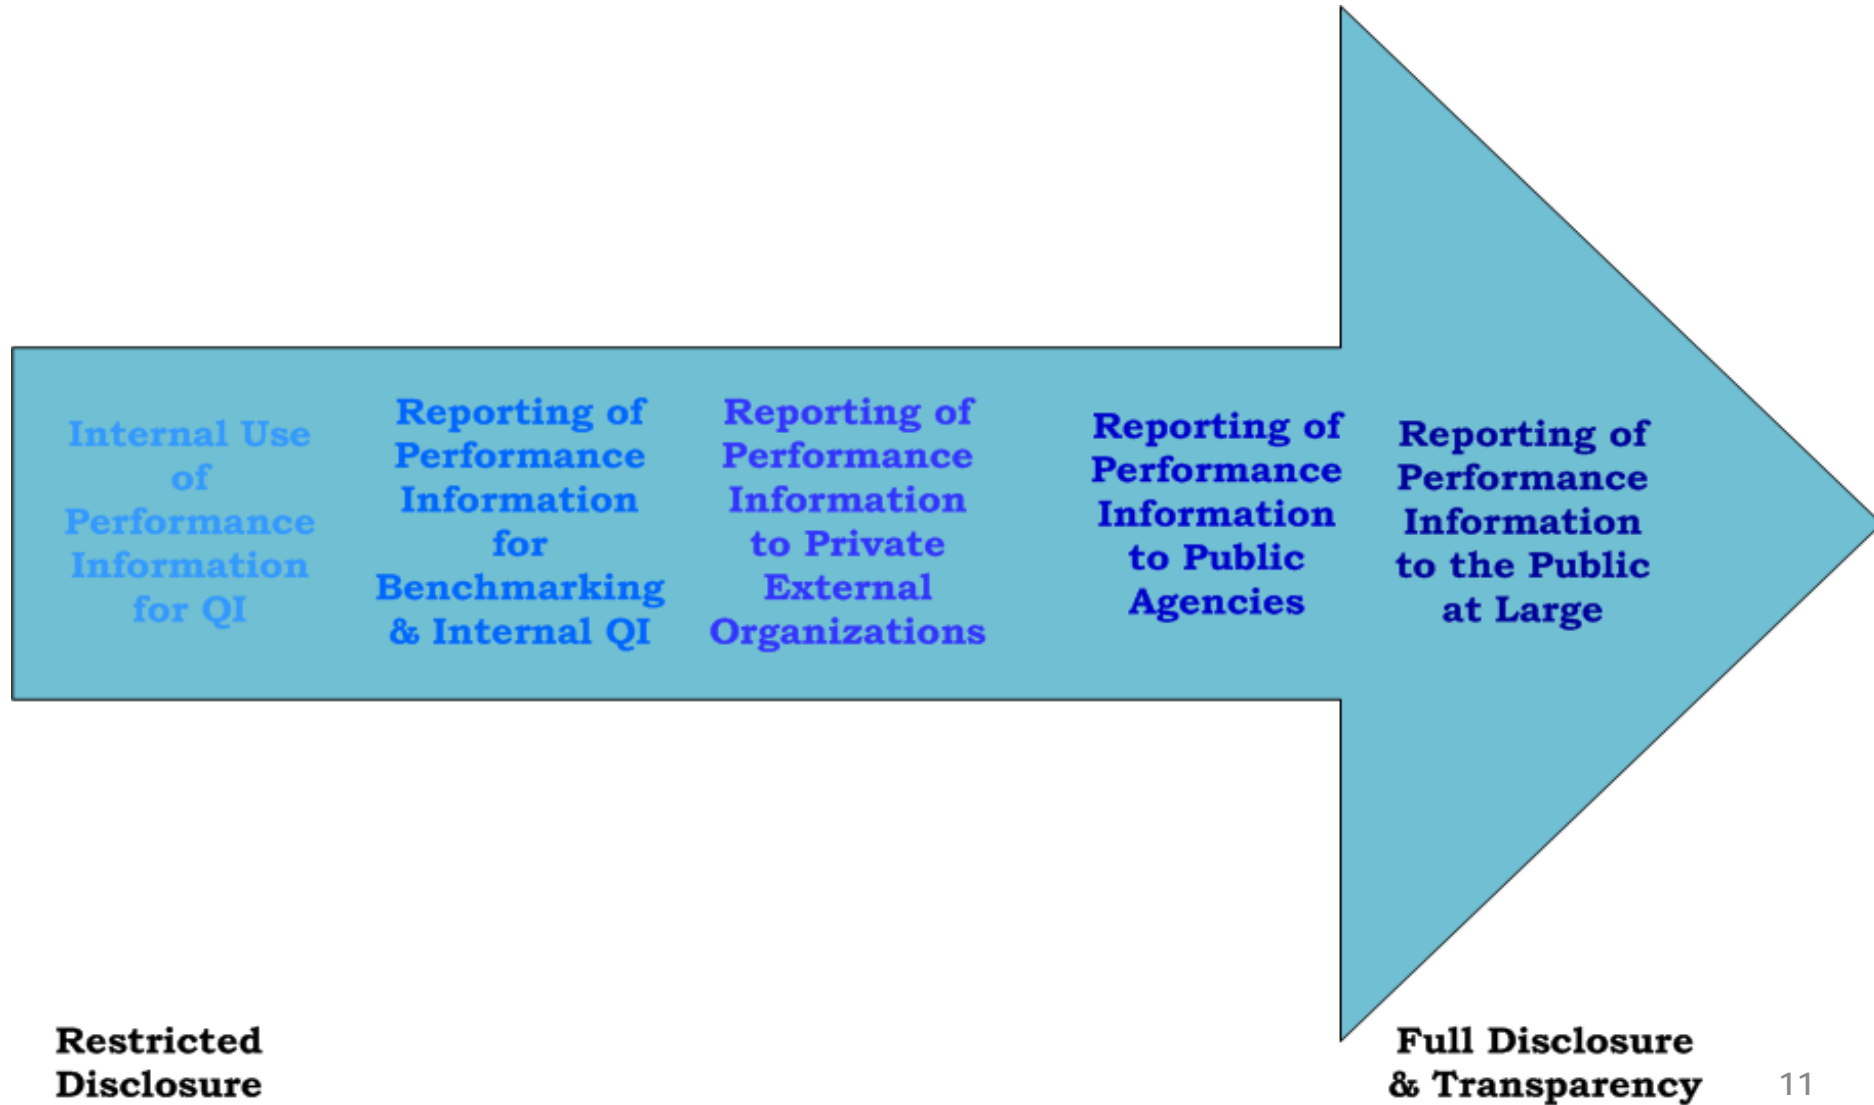 Internal Use
of
Performance
Information
for QI
Reporting of
Performance
Information
for
Benchmarking
& Internal QI
Reporting of
Performance
Information
to Private
External
Organizations
Reporting of
Performance
Information
to Public
Agencies
Reporting of
Performance
Information
to the Public
at Large
Restricted
Disclosure
Full Disclosure
& Transparency
11